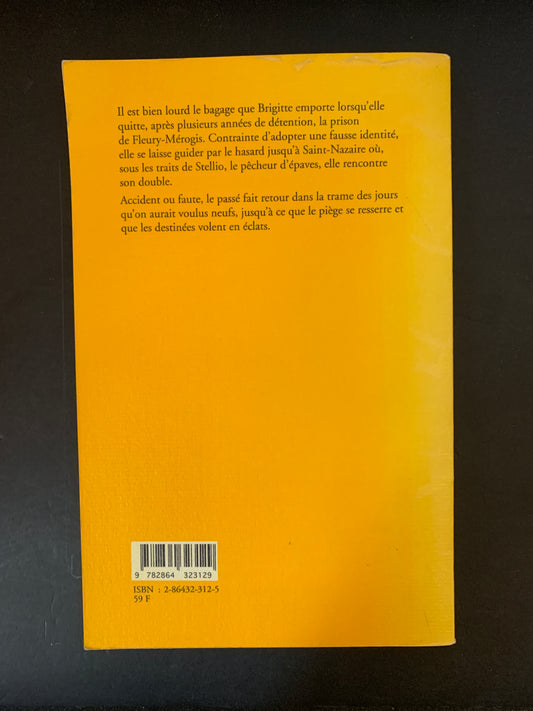 Il est bien lourd le bagage que Brigitte emporte lorsqu'elle
quitte, après plusieurs années de détention, la prison
de Fleury-Mérogis. Contrainte d'adopter une fausse identité,
elle se laisse guider par le hasard jusqu'à Saint-Nazaire où,
sous les traits de Stellio, le pêcheur d'épaves, elle rencontre
son double.
Accident ou faute, le passé fait retour dans la trame des jours
qu'on aurait voulus neufs, jusqu'à ce que le piège se resserre et
que les destinées volent en éclats.
9 782864 323129
ISBN : 2-86432-312-5
59 F